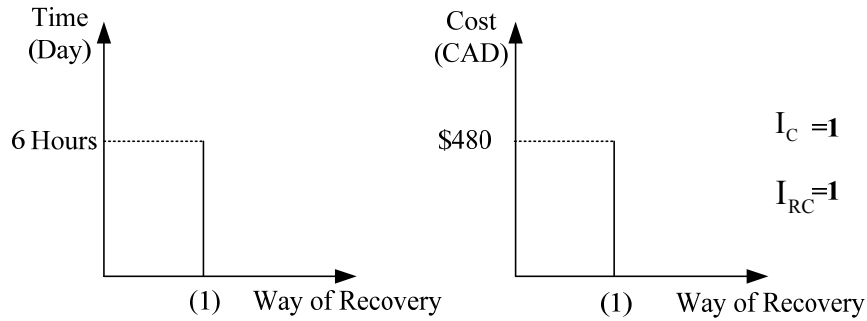 Time
(Day)
6 Hours
(1) Way of Recovery
Cost
(CAD)
$480
(1) Way of Recovery
I_C =1
I_RC=1